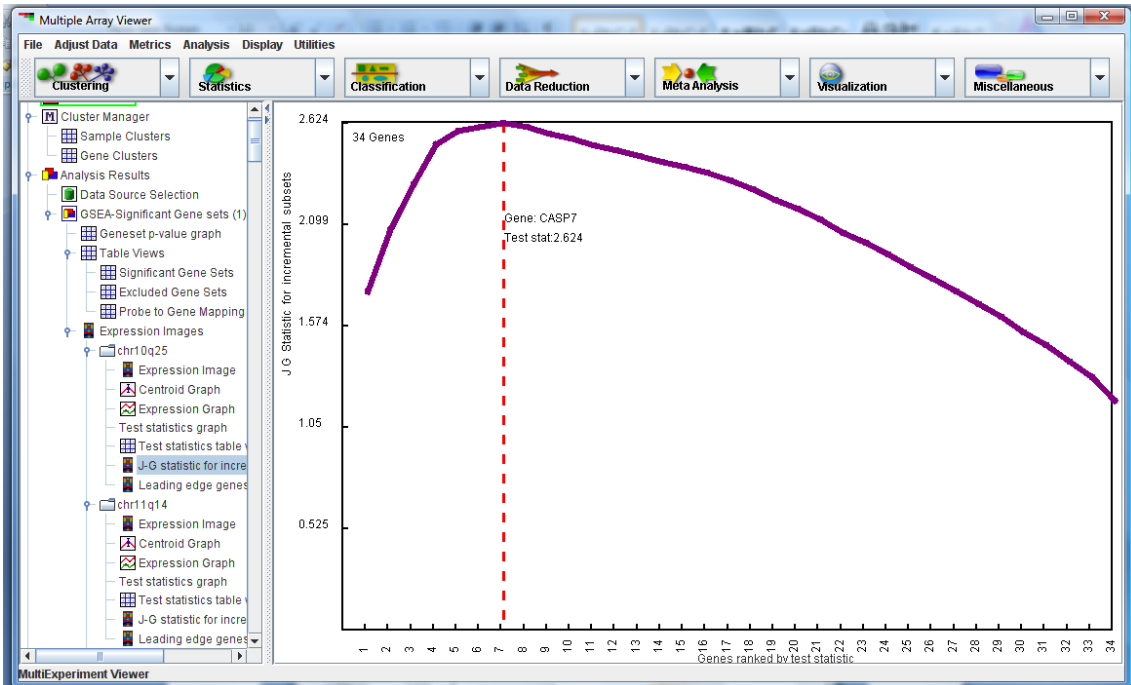 Multiple Array Viewer
File Adjust Data Metrics Analysis Display Utilities
Clustering Statistics Classification Data Reduction Meta Analysis Visualization Miscellaneous
M Cluster Manager
Sample Clusters
Gene Clusters
Analysis Results
Data Source Selection
GSEA-Significant Gene sets (1)
Geneset p-value graph
Table Views
Significant Gene Sets
Excluded Gene Sets
Probe to Gene Mapping
Expression Images
chr10q25
Expression Image
Centroid Graph
Expression Graph
Test statistics graph
Test statistics table v
J-G statistic for incre
Leading edge genes
chr11q14
Expression Image
Centroid Graph
Expression Graph
Test statistics graph
Test statistics table v
J-G statistic for incre
Leading edge genes
34 Genes
Gene: CASP7
Test stat:2.624
J G Statistic for incremental subsets
2.624
2.099
1.574
1.05
0.525
1 2 3 4 5 6 7 8 9 10 11 12 13 14 15 16 17 18 19 20 21 22 23 24 25 26 27 28 29 30 31 32 33 34
Genes ranked by test statistic
MultiExperiment Viewer